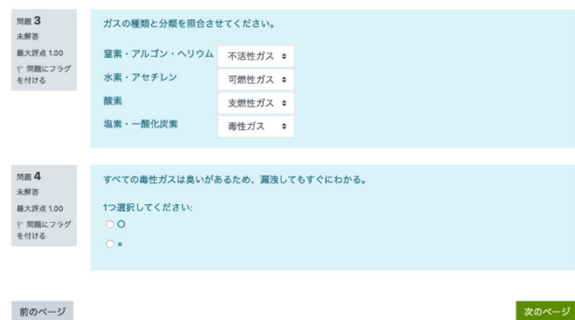 問題 3
未解答
最大評点 1.00
問題にフラグ
を付ける
ガスの種類と分類を照合させてください。
窒素・アルゴン・ヘリウム 不活性ガス
水素・アセチレン 可燃性ガス
酸素 支燃性ガス
塩素・一酸化炭素 毒性ガス
問題 4
未解答
最大評点 1.00
問題にフラグ
を付ける
すべての毒性ガスは臭いがあるため、漏洩してもすぐにわかる。
1つ選択してください:
○
×
前のページ
次のページ